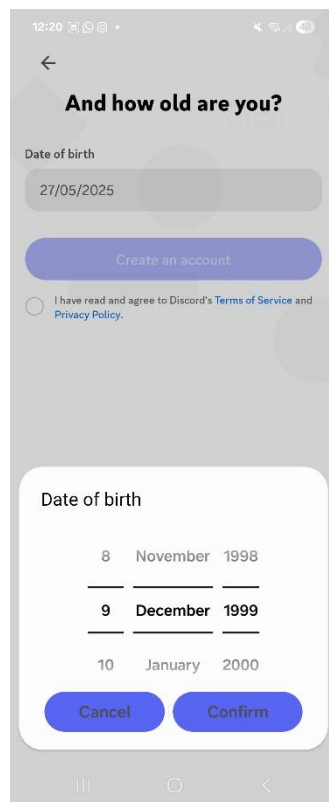 12:20
And how old are you?
Date of birth
27/05/2025
Create an account
I have read and agree to Discord's Terms of Service and
Privacy Policy.
Date of birth
8 November 1998
9 December 1999
10 January 2000
Cancel Confirm